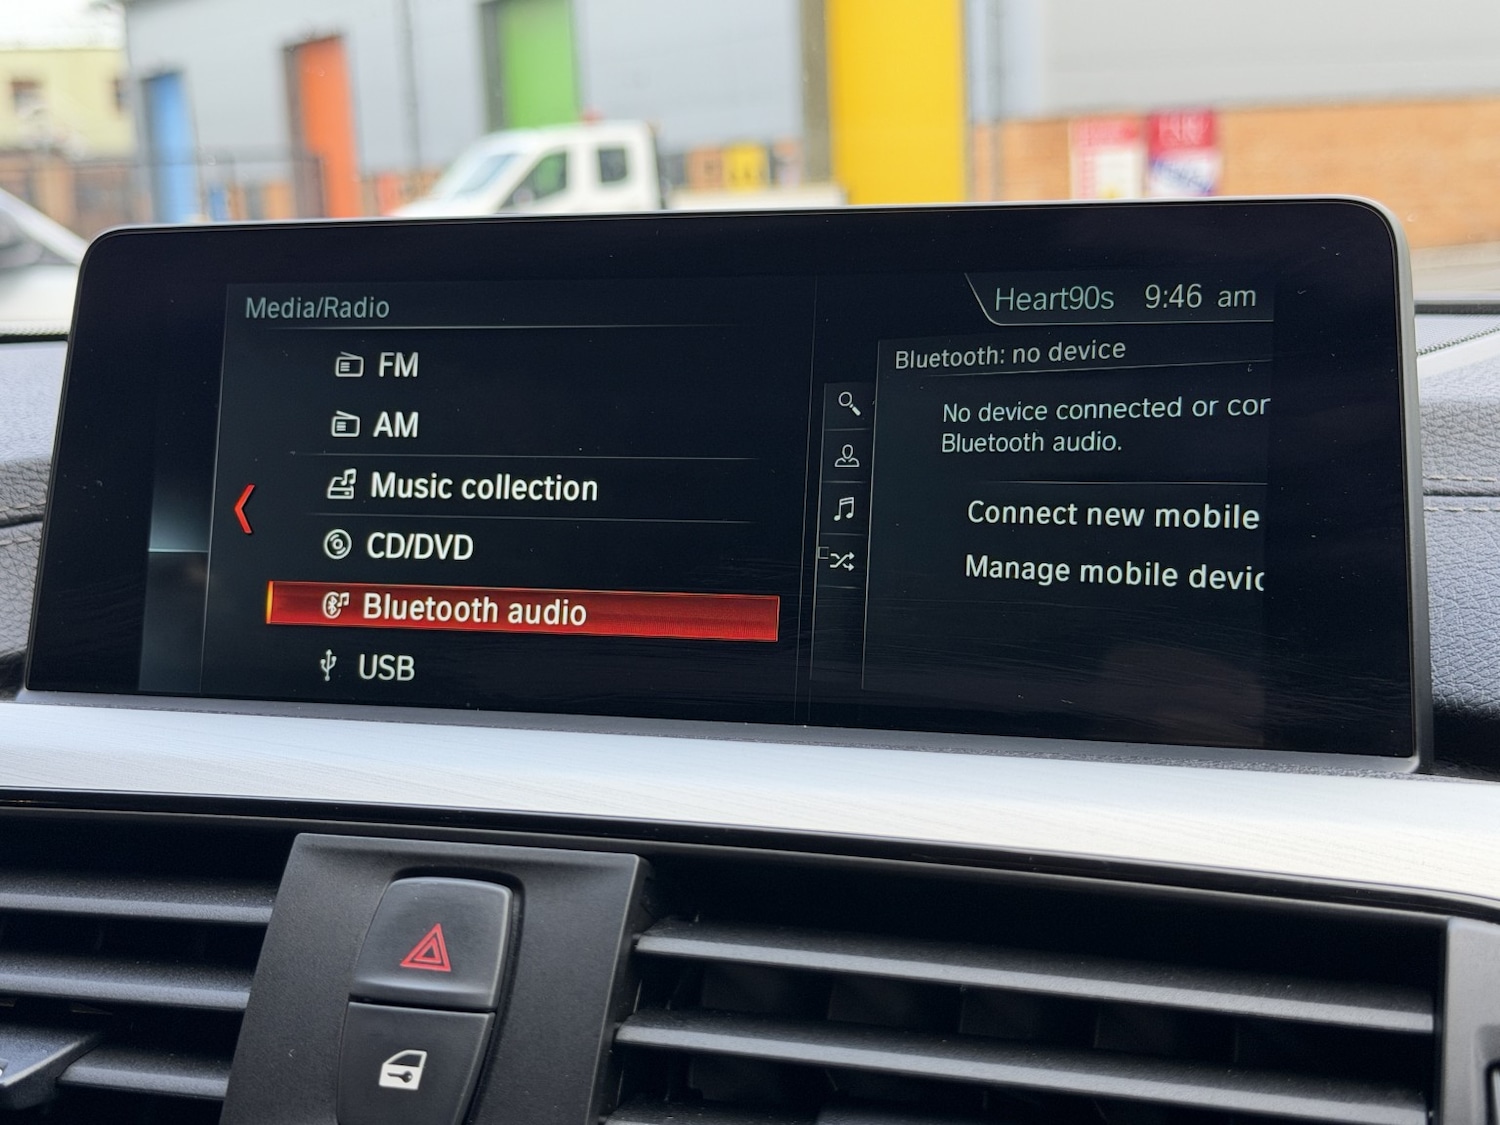 Media/Radio
Heart90s 9:46 am
FM
AM
Music collection
CD/DVD
Bluetooth audio
USB
Bluetooth: no device
No device connected or cor
Bluetooth audio.
Connect new mobile
Manage mobile devic